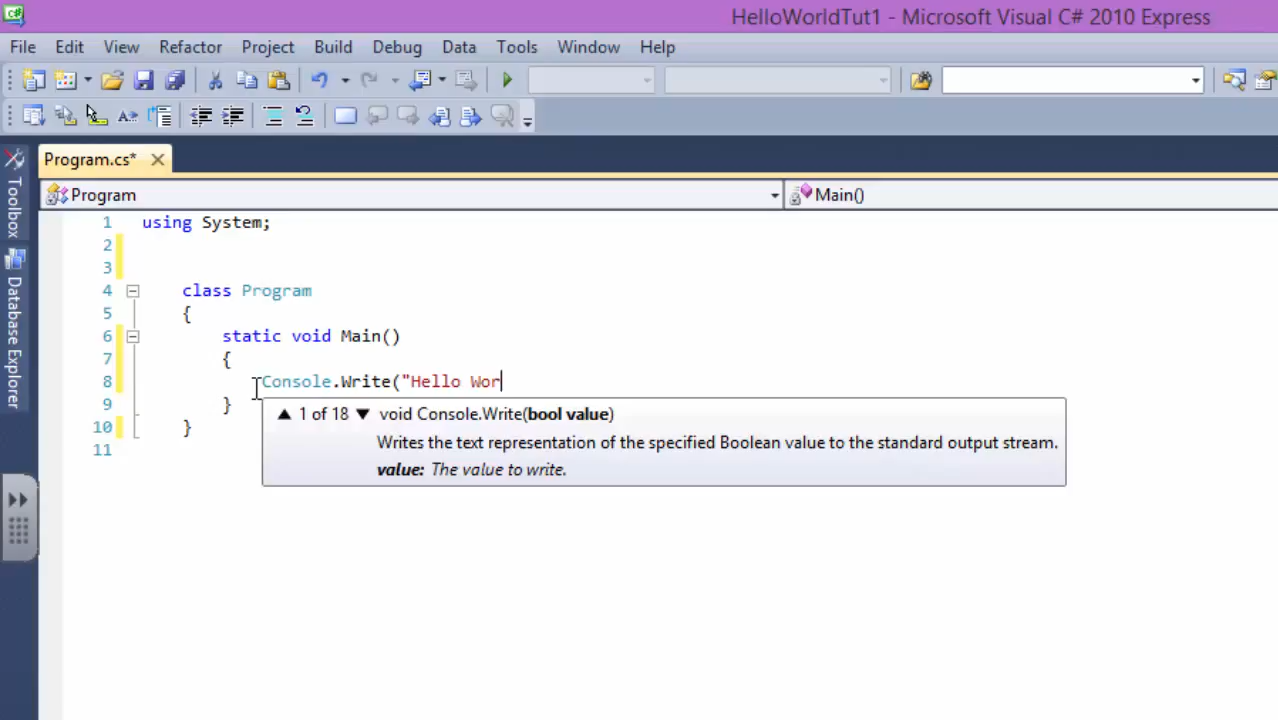 HelloWorldTut1 - Microsoft Visual C# 2010 Express
File Edit View Refactor Project Build Debug Data Tools Window Help
Program.cs*
Program Main()
Toolbox
Database Explorer
1 using System;
2
3
4 class Program
5 {
6 static void Main()
7 {
8 Console.Write("Hello Wor
9 }
10 }
11
1 of 18 void Console.Write(bool value)
Writes the text representation of the specified Boolean value to the standard output stream.
value: The value to write.